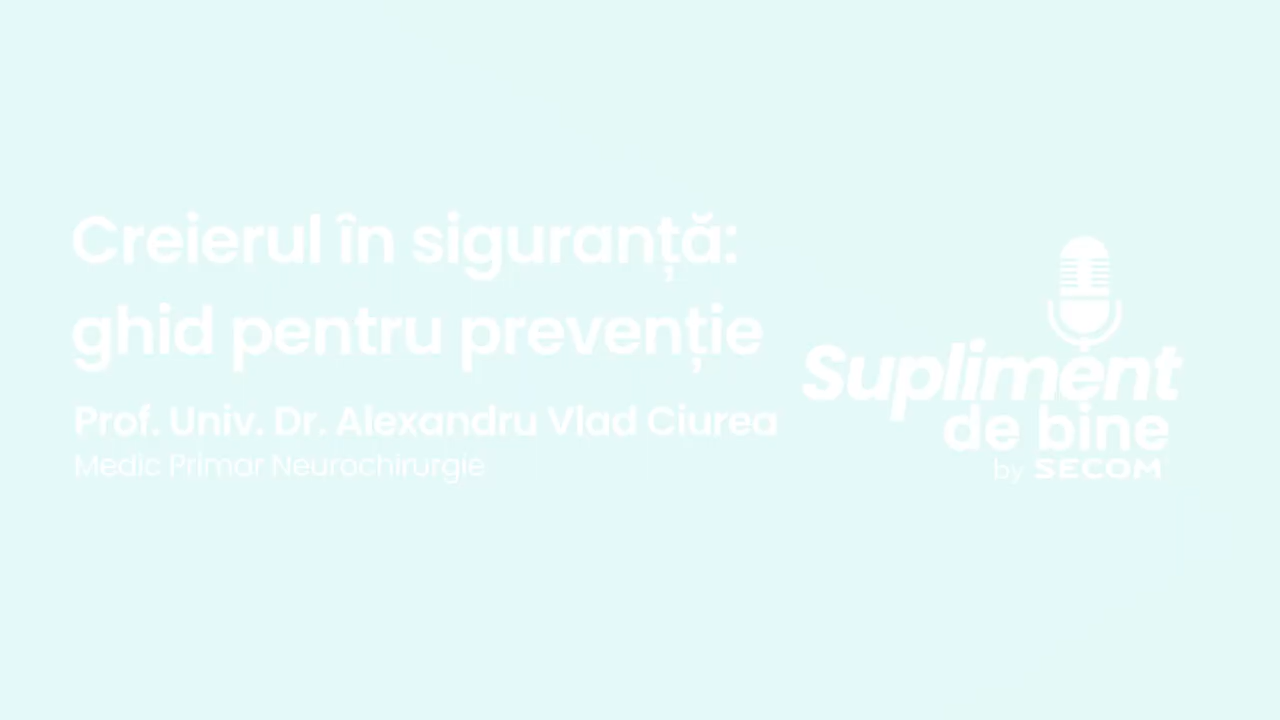 Creierul în siguranță:
ghid pentru prevenție
Prof. Univ. Dr. Alexandru Vlad Ciurea
Medic Primar Neurochirurgie
Supliment
de bine
by SECOM